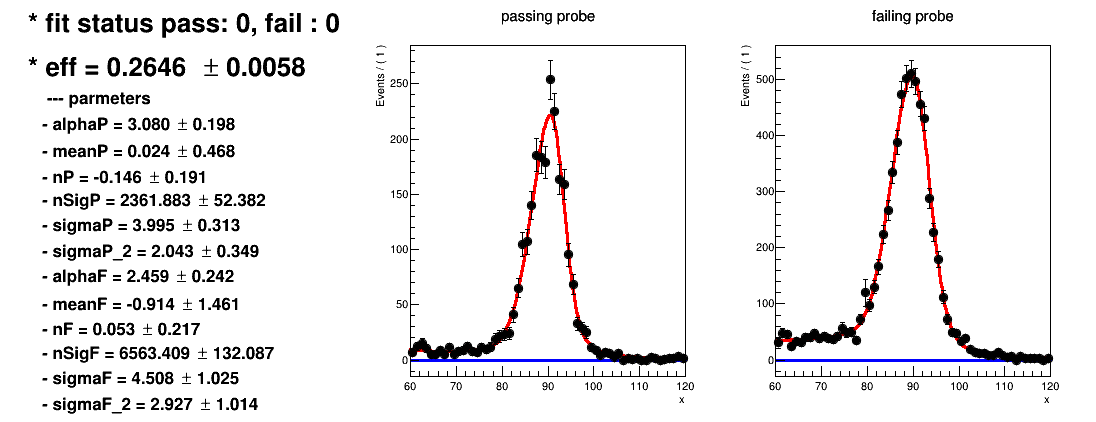 * fit status pass: 0, fail : 0
* eff = 0.2646 ± 0.0058
--- parmeters
- alphaP = 3.080 ± 0.198
- meanP = 0.024 ± 0.468
- nP = -0.146 ± 0.191
- nSigP = 2361.883 ± 52.382
- sigmaP = 3.995 ± 0.313
- sigmaP_2 = 2.043 ± 0.349
- alphaF = 2.459 ± 0.242
- meanF = -0.914 ± 1.461
- nF = 0.053 ± 0.217
- nSigF = 6563.409 ± 132.087
- sigmaF = 4.508 ± 1.025
- sigmaF_2 = 2.927 ± 1.014
passing probe
Events / ( 1 )
250
200
150
100
50
0
60 70 80 90 100 110 120
x
failing probe
Events / ( 1 )
500
400
300
200
100
0
60 70 80 90 100 110 120
x